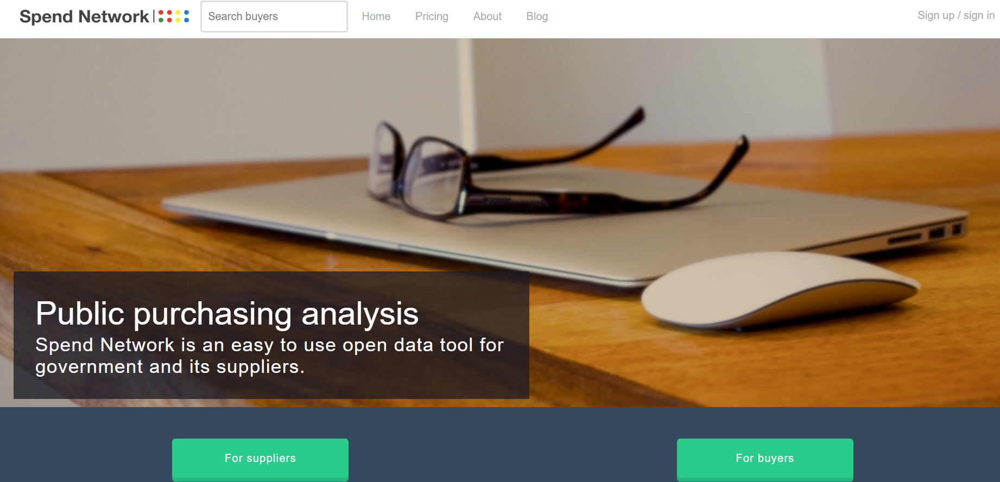 Spend Network
Search buyers
Home
Pricing
About
Blog
Sign up / sign in
Public purchasing analysis
Spend Network is an easy to use open data tool for
government and its suppliers.
For suppliers
For buyers